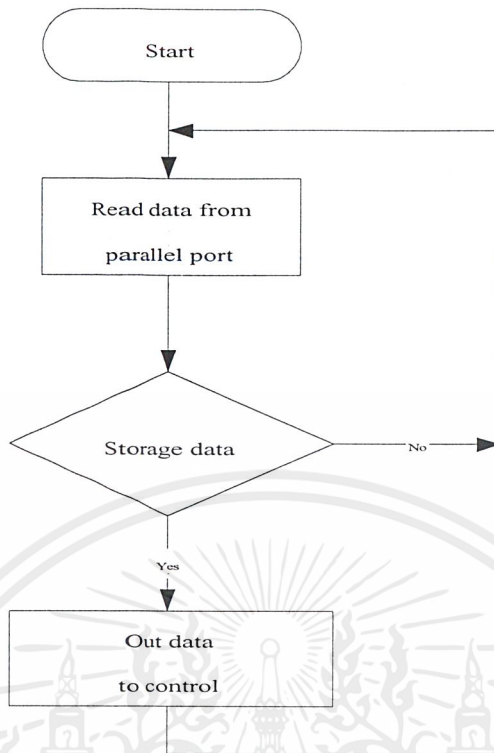 Start
Read data from
parallel port
Storage data
No
Yes
Out data
to control